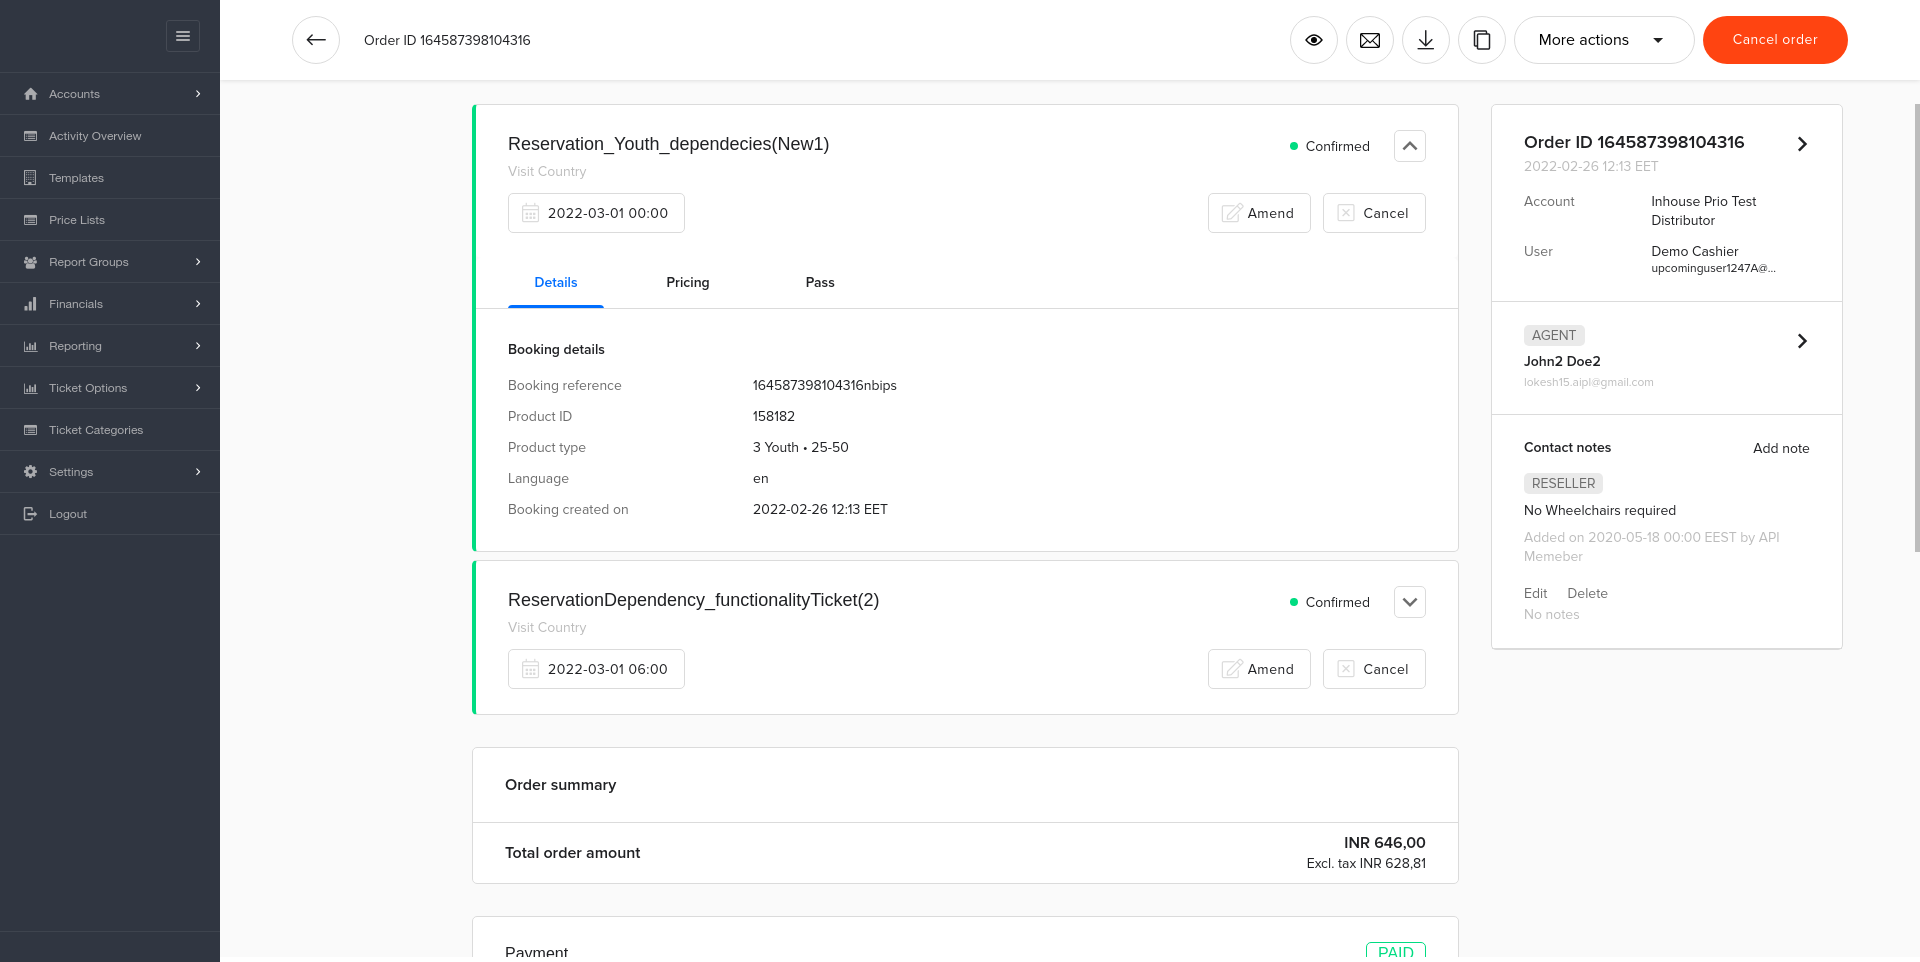 Order ID 164587398104316
More actions
Cancel order
Accounts
Activity Overview
Templates
Price Lists
Report Groups
Financials
Reporting
Ticket Options
Ticket Categories
Settings
Logout
Reservation_Youth_dependecies(New1)
Confirmed
Visit Country
2022-03-01 00:00
Amend
Cancel
Details
Pricing
Pass
Booking details
Booking reference 164587398104316nbips
Product ID 158182
Product type 3 Youth • 25-50
Language en
Booking created on 2022-02-26 12:13 EET
ReservationDependency_functionalityTicket(2)
Confirmed
Visit Country
2022-03-01 06:00
Amend
Cancel
Order summary
Total order amount
INR 646,00
Excl. tax INR 628,81
Payment
PAID
Order ID 164587398104316
2022-02-26 12:13 EET
Account Inhouse Prio Test
Distributor
User Demo Cashier
upcominguser1247A@...
AGENT
John2 Doe2
lokesh15.aipl@gmail.com
Contact notes
Add note
RESELLER
No Wheelchairs required
Added on 2020-05-18 00:00 EEST by API
Memeber
Edit Delete
No notes